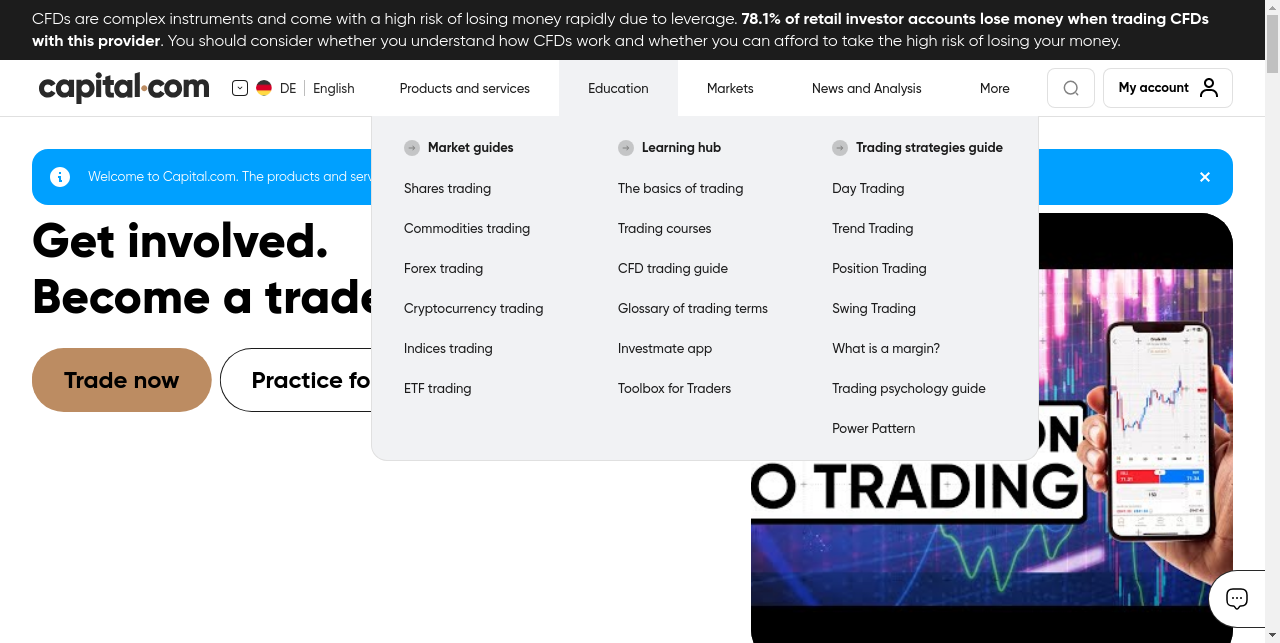 CFDs are complex instruments and come with a high risk of losing money rapidly due to leverage. 78.1% of retail investor accounts lose money when trading CFDs
with this provider. You should consider whether you understand how CFDs work and whether you can afford to take the high risk of losing your money.
capital.com
DE English
Products and services
Education
Markets
News and Analysis
More
My account
Market guides
Shares trading
Commodities trading
Forex trading
Cryptocurrency trading
Indices trading
ETF trading
Learning hub
The basics of trading
Trading courses
CFD trading guide
Glossary of trading terms
Investmate app
Toolbox for Traders
Trading strategies guide
Day Trading
Trend Trading
Position Trading
Swing Trading
What is a margin?
Trading psychology guide
Power Pattern
Welcome to Capital.com. The products and serv
Get involved.
Become a trade
Trade now
Practice fo
ON
O TRADING